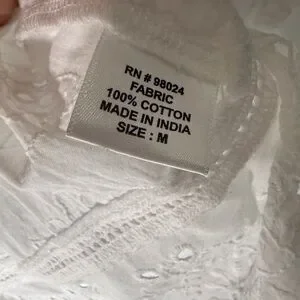 RN # 98024
FABRIC
100% COTTON
MADE IN INDIA
SIZE : M